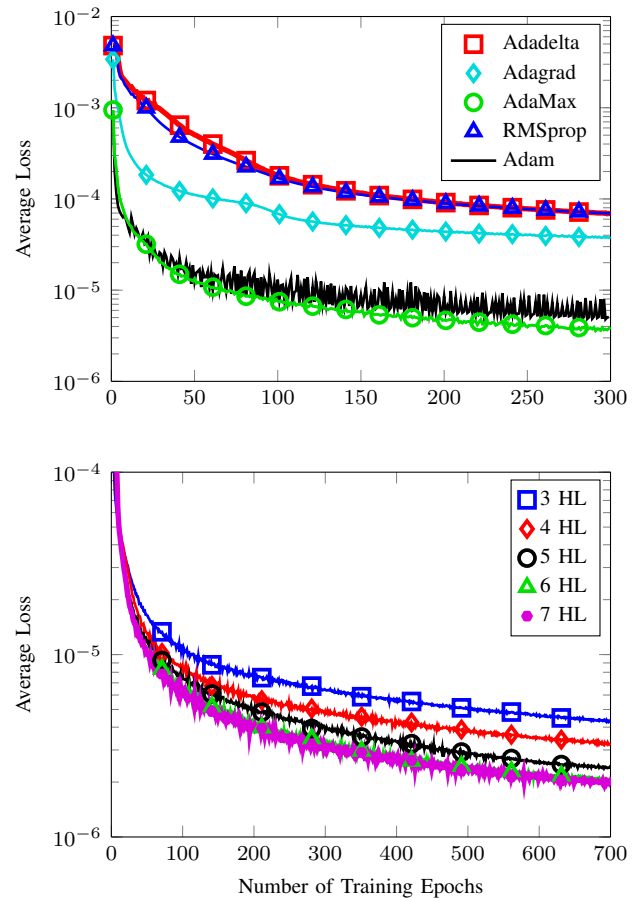 10−2
10−3
10−4
10−5
10−6
Average Loss
Adadelta
Adagrad
AdaMax
RMSprop
Adam
0 50 100 150 200 250 300
10−4
10−5
10−6
Average Loss
3 HL
4 HL
5 HL
6 HL
7 HL
0 100 200 300 400 500 600 700
Number of Training Epochs